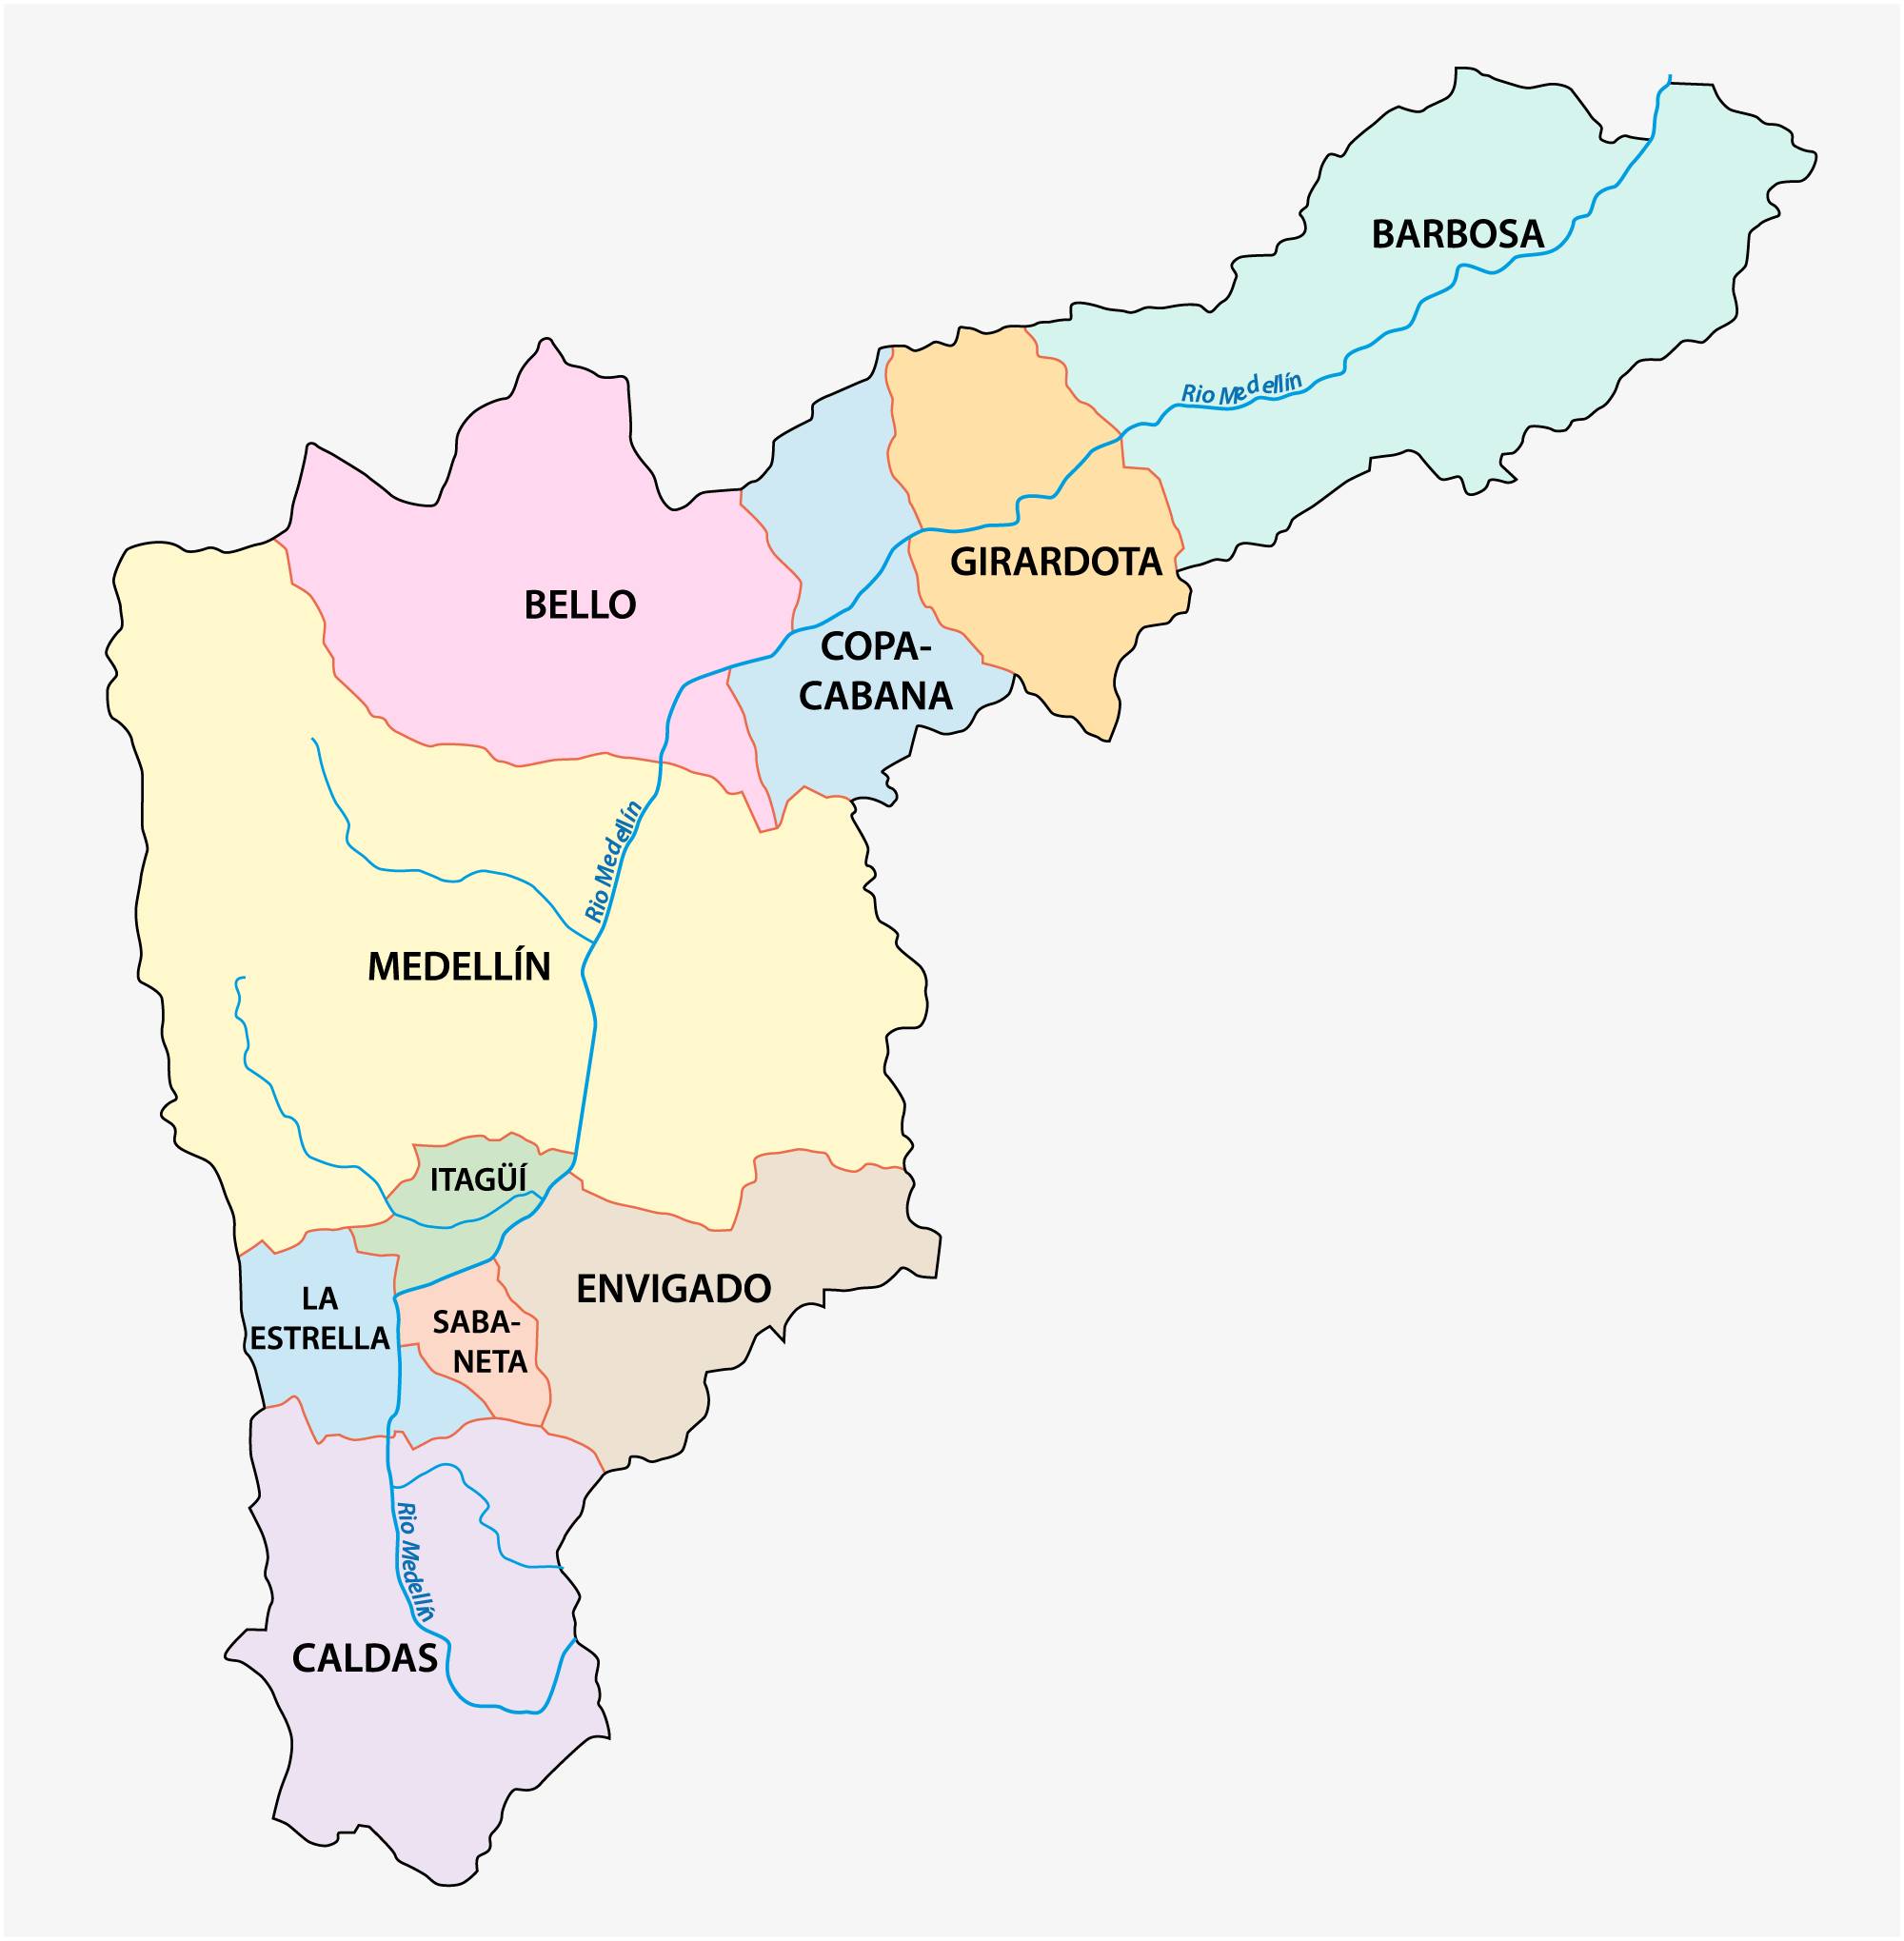 BARBOSA
Rio Medellín
GIRARDOTA
BELLO
COPA-
CABANA
Rio Medellín
MEDELLÍN
ITAGÜÍ
ENVIGADO
LA
ESTRELLA
SABA-
NETA
Rio Medellín
CALDAS